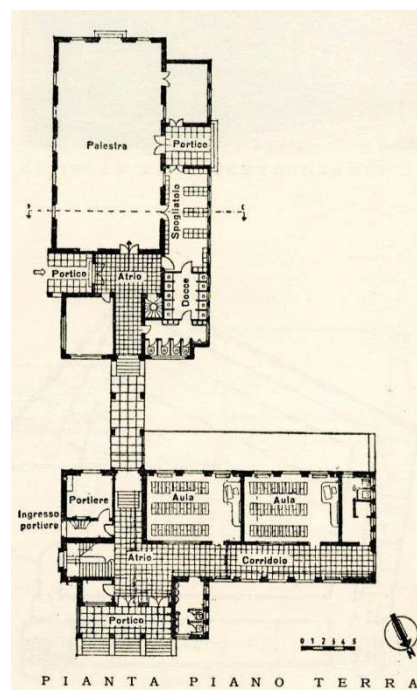 Palestra
Portico
Spogliatoio
Portico
Atrio
Docce
Portiere
Aula
Aula
Ingresso
portiere
Atrio
Corridoio
Portico
0 1 2 3 4 5
PIANTA PIANO TERRA